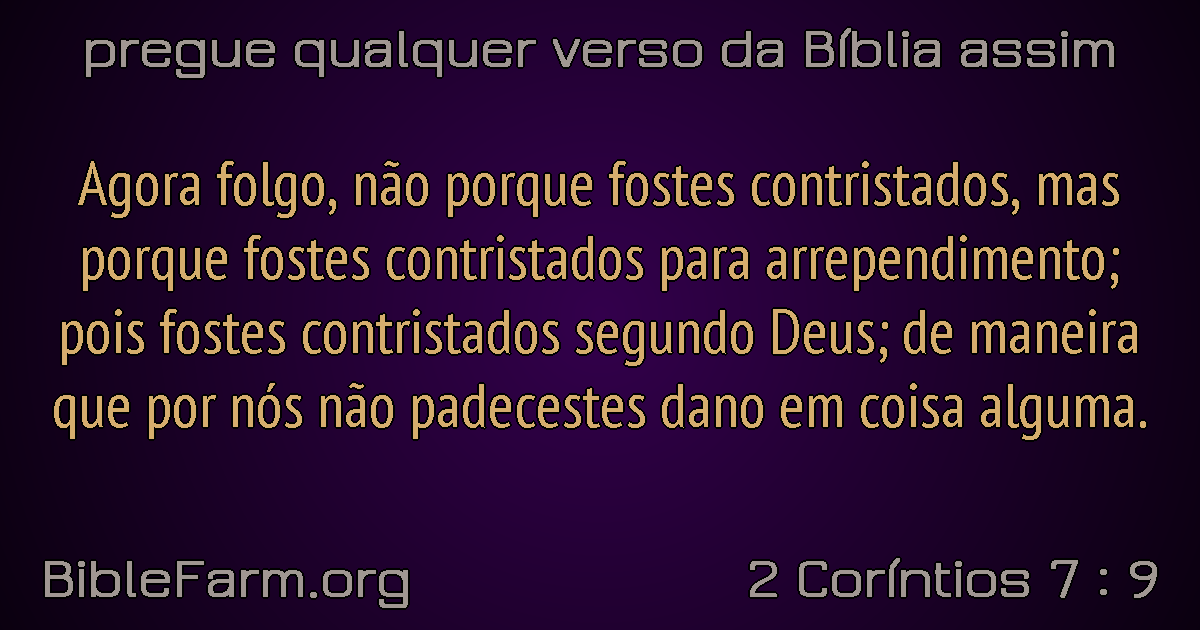 pregue qualquer verso da Bíblia assim
Agora folgo, não porque fostes contristados, mas
porque fostes contristados para arrependimento;
pois fostes contristados segundo Deus; de maneira
que por nós não padecestes dano em coisa alguma.
BibleFarm.org
2 Coríntios 7 : 9